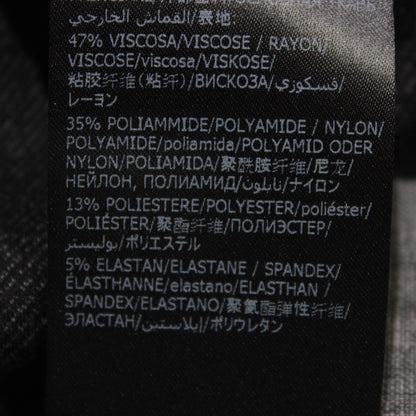 القماش الخارجي/表地
47% VISCOSA/VISCOSE / RAYON/
VISCOSE/viscosa/VISKOSE/
粘胶纤维(粘纤)/ВИСКОЗА/فسكوزي/
レーヨン
35% POLIAMMIDE/POLYAMIDE / NYLON/
POLYAMIDE/poliamida/POLYAMID ODER
NYLON/POLIAMIDA/聚酰胺纤维/尼龙/
НЕЙЛОН, ПОЛИАМИД/نايلون/ナイロン
13% POLIESTERE/POLYESTER/poliéster/
POLIÉSTER/聚酯纤维/ПОЛИЭСТЕР/
بوليستر/ポリエステル
5% ELASTAN/ELASTANE / SPANDEX/
ÉLASTHANNE/elastano/ELASTHAN /
SPANDEX/ELASTANO/聚氨酯弹性纤维/
ЭЛАСТАН/إيلاستين/ポリウレタン